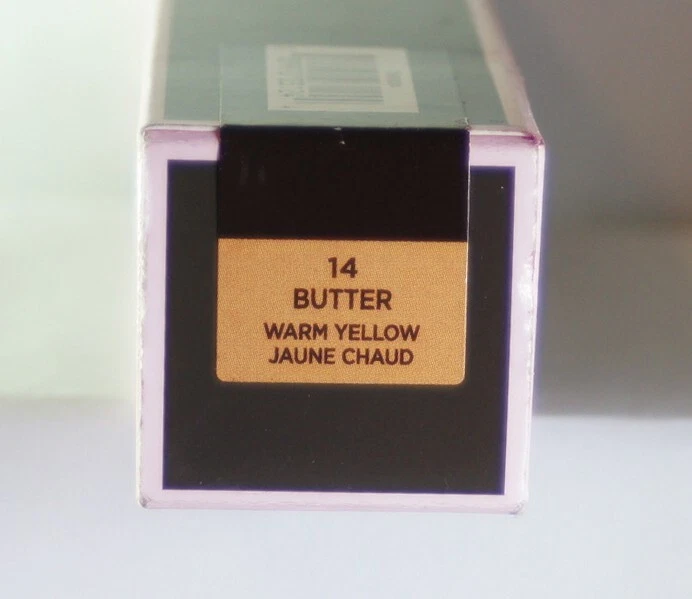 14
BUTTER
WARM YELLOW
JAUNE CHAUD